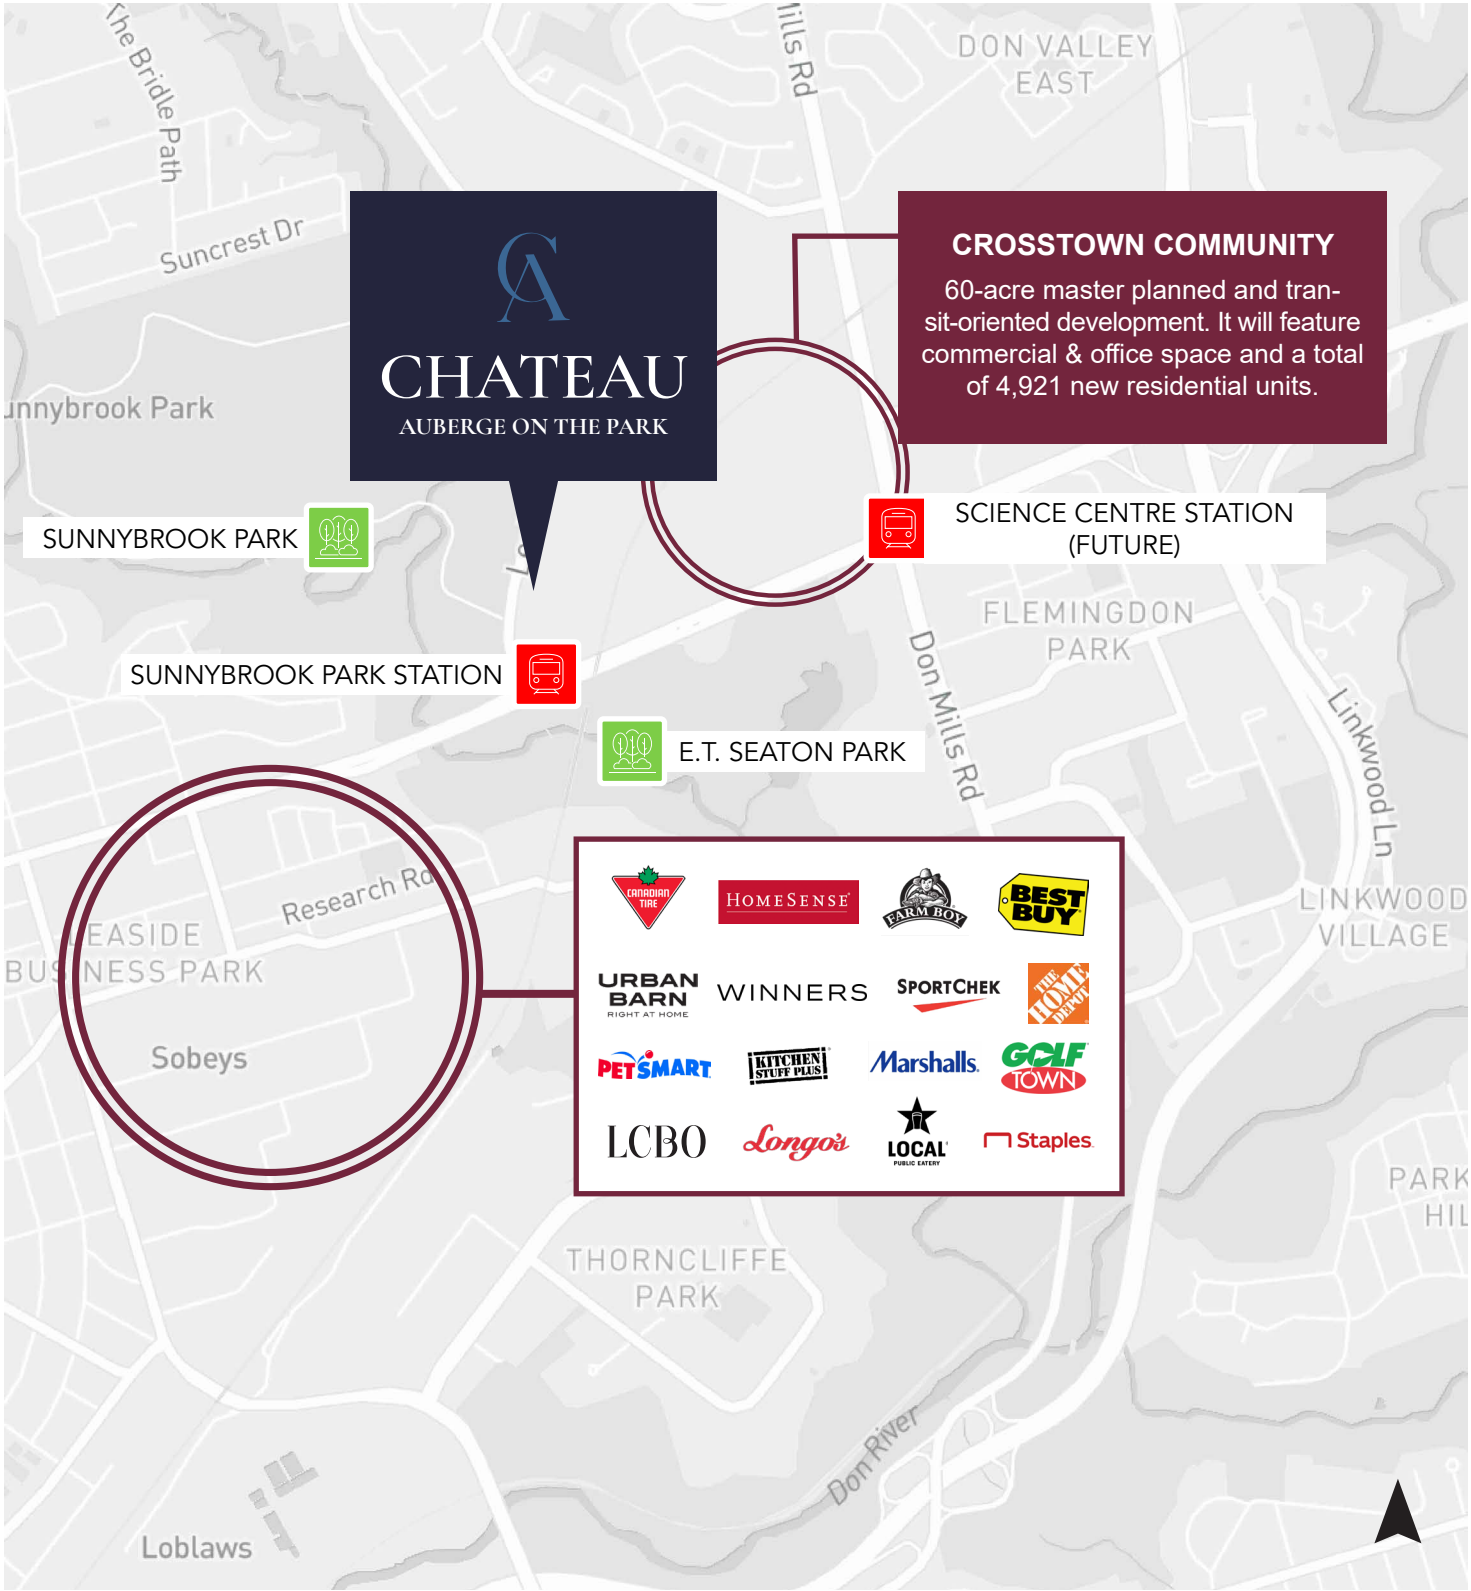 The Bridle Path
Mills Rd
DON VALLEY
EAST
Suncrest Dr
CA
CHATEAU
AUBERGE ON THE PARK
CROSSTOWN COMMUNITY
60-acre master planned and tran-
sit-oriented development. It will feature
commercial & office space and a total
of 4,921 new residential units.
unnybrook Park
SUNNYBROOK PARK
SCIENCE CENTRE STATION
(FUTURE)
FLEMINGDON
PARK
SUNNYBROOK PARK STATION
Don Mills Rd
E.T. SEATON PARK
Linkwood Ln
Research Rd
EASIDE
BUSINESS PARK
Sobeys
CANADIAN
TIRE
HOMESENSE
FARM BOY
BEST
BUY
URBAN
BARN
RIGHT AT HOME
WINNERS
SPORTCHEK
THE
HOME
DEPOT
PETSMART
KITCHEN
STUFF PLUS
Marshalls.
GOLF
TOWN
LCBO
Longo's
LOCAL
PUBLIC EATERY
Staples
LINKWOOD
VILLAGE
PARK
HIL
THORNCLIFFE
PARK
Don River
Loblaws